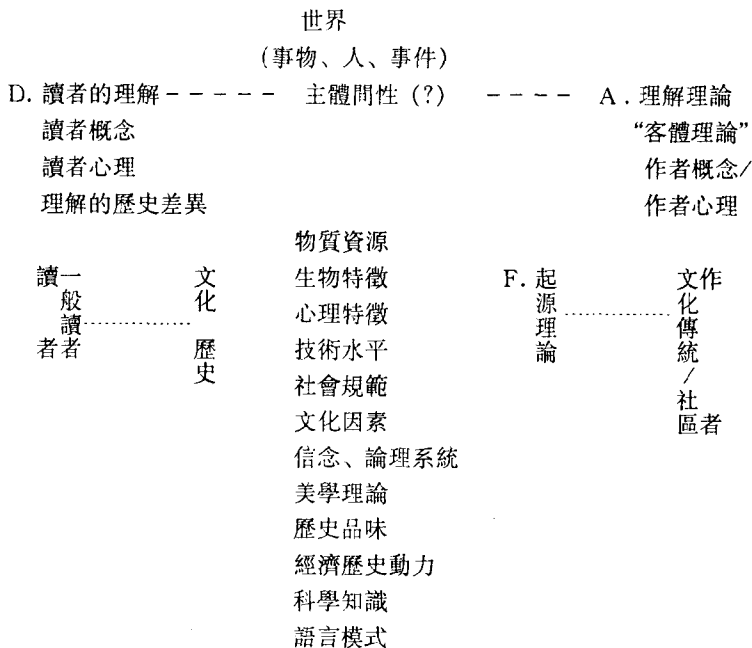 世界
(事物、人、事件)
D. 讀者的理解 - - - - - 主體問性 (?) - - - - A . 理解理論
讀者概念 “客體理論”
讀者心理 作者概念/
理解的歷史差異 作者心理
物質資源
生物特徵
心理特徵
技術水平
社會規範
文化因素
信念、論理系統
美學理論
歷史品味
經濟歷史動力
科學知識
語言模式
讀者
一般讀者
文化 歷史
F. 起源理論
文化傳統/社區
作者